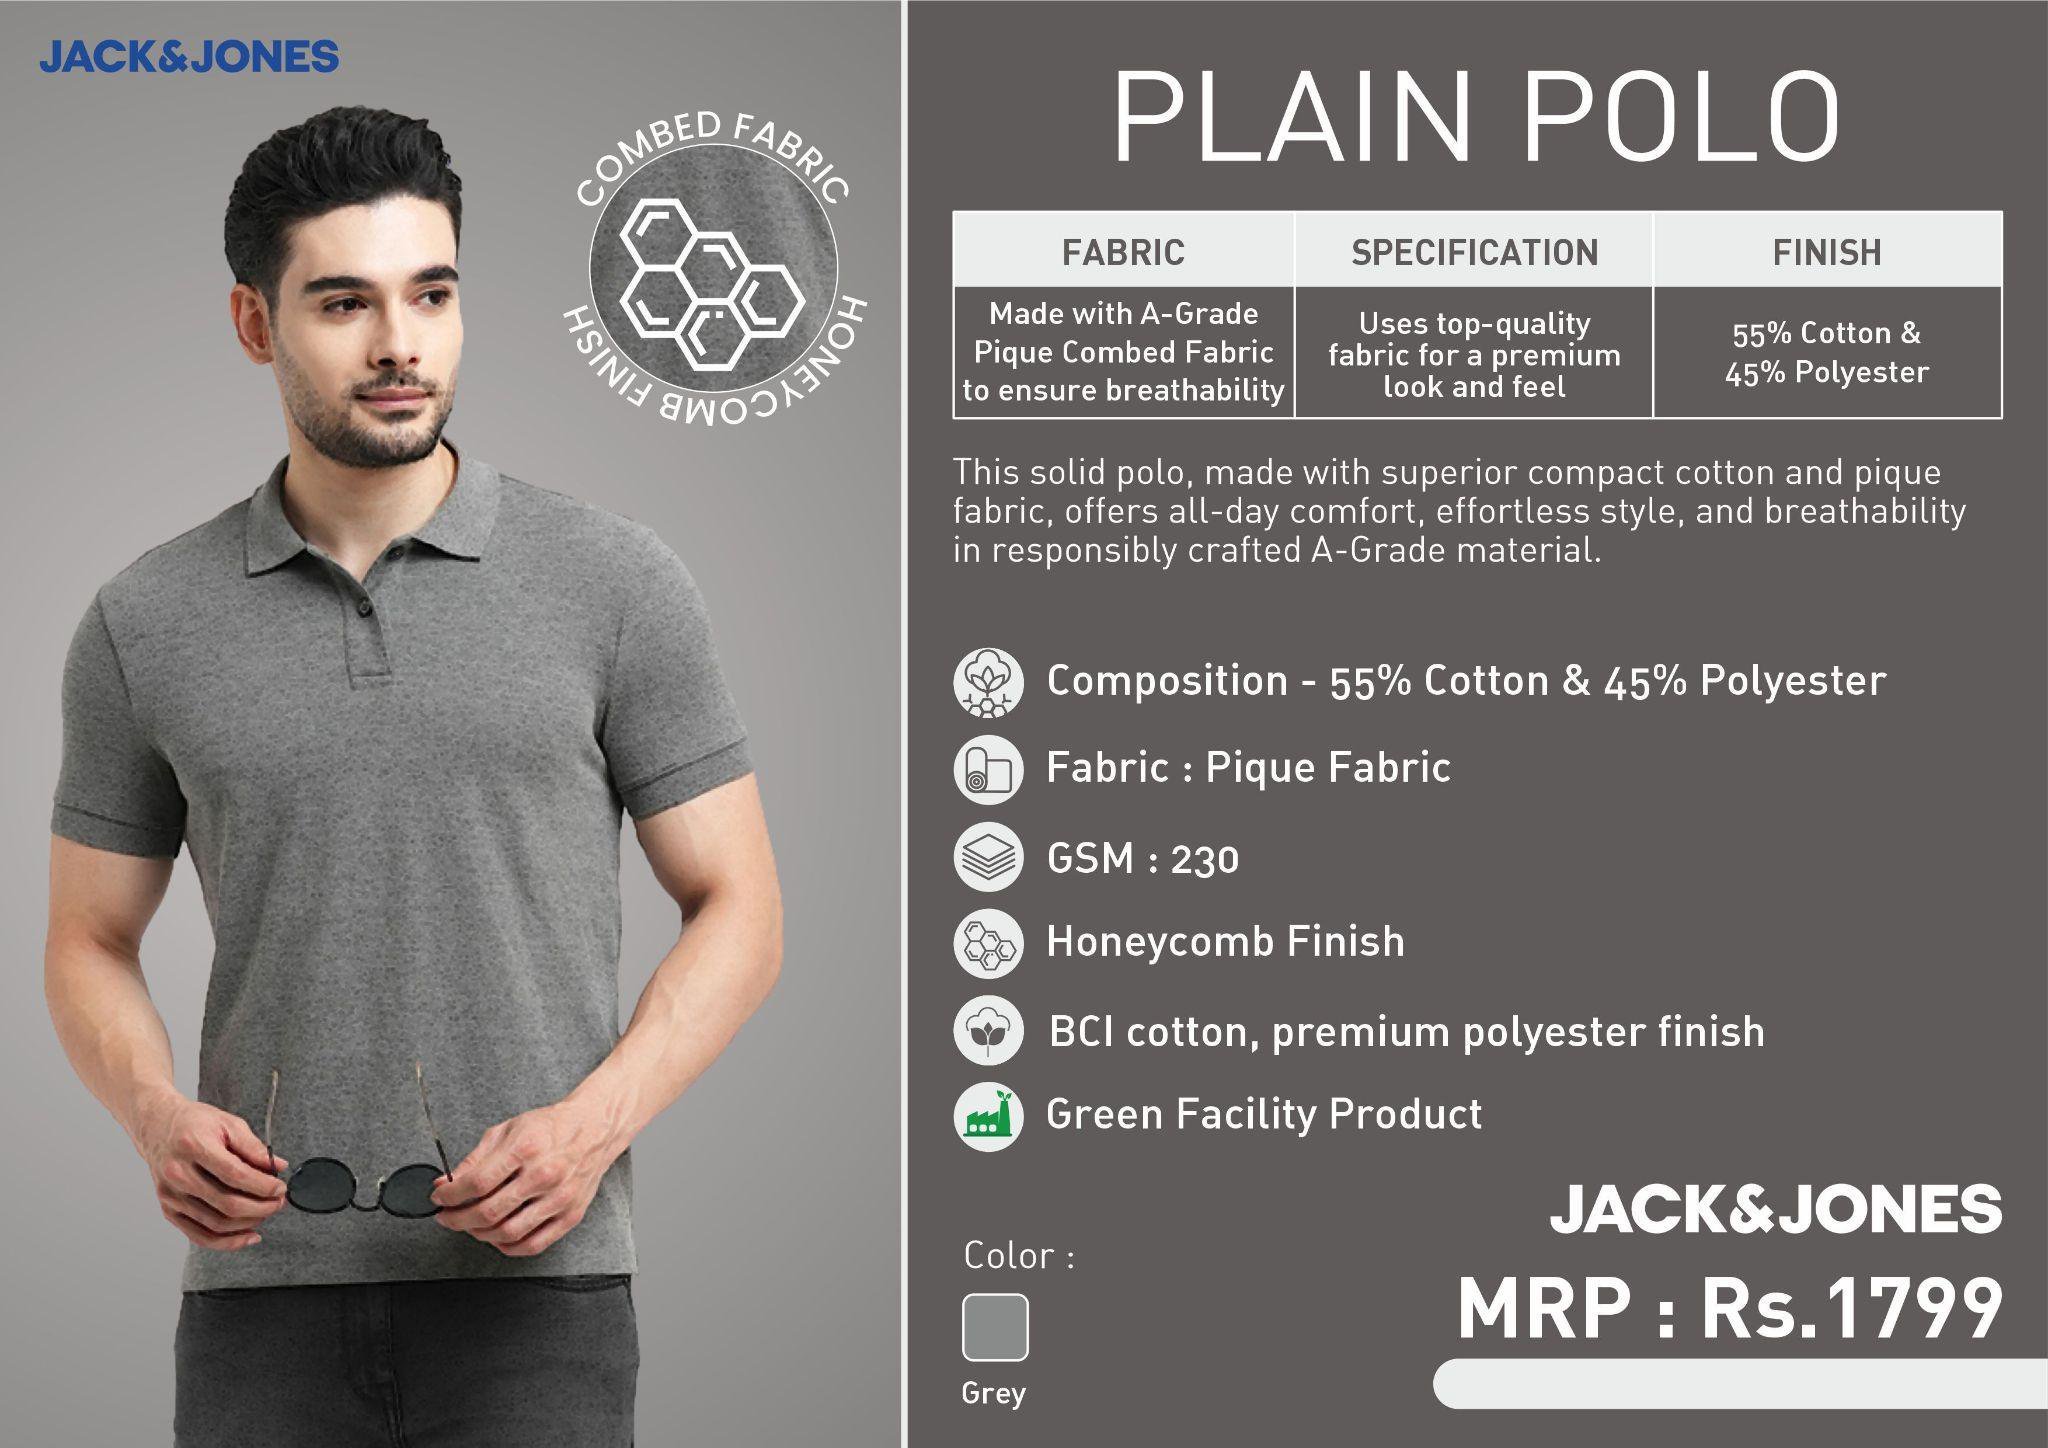 JACK&JONES
COMBED FABRIC
HONEYCOMB FINISH
PLAIN POLO
FABRIC
SPECIFICATION
FINISH
Made with A-Grade
Pique Combed Fabric
to ensure breathability
Uses top-quality
fabric for a premium
look and feel
55% Cotton &
45% Polyester
This solid polo, made with superior compact cotton and pique
fabric, offers all-day comfort, effortless style, and breathability
in responsibly crafted A-Grade material.
Composition - 55% Cotton & 45% Polyester
Fabric : Pique Fabric
GSM : 230
Honeycomb Finish
BCI cotton, premium polyester finish
Green Facility Product
JACK&JONES
MRP : Rs.1799
Color :
Grey